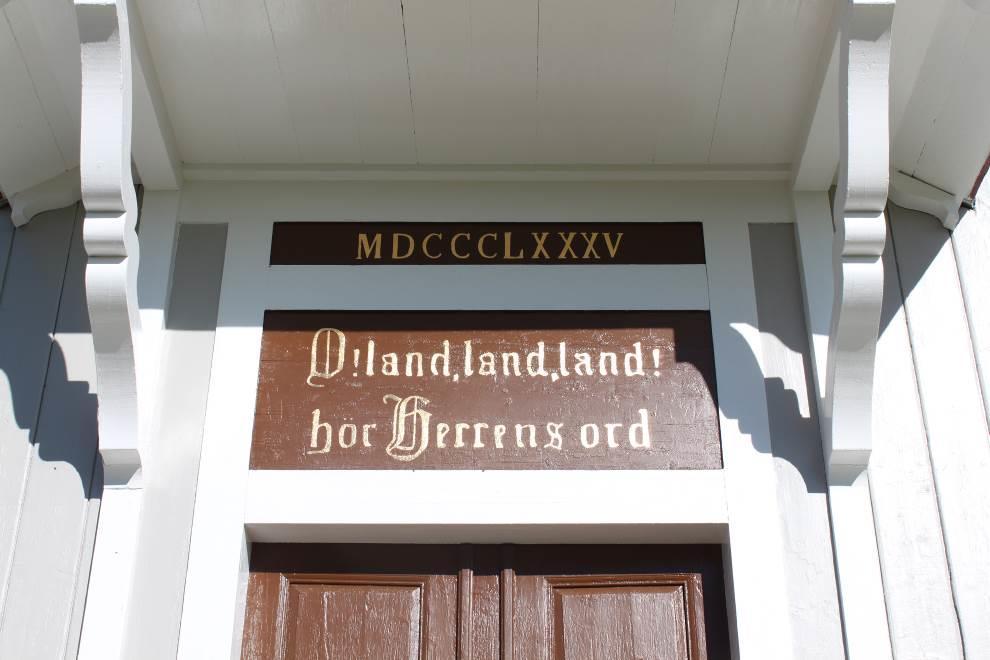 MDCCCLXXXV
O! land, land, land!
hör Herrens ord